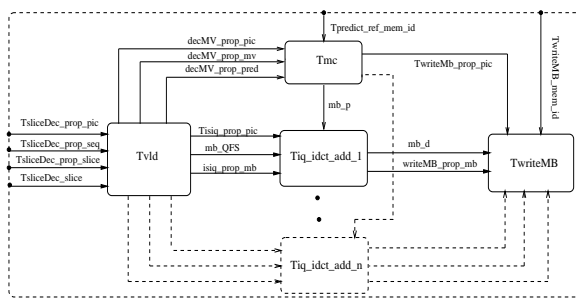 Tpredict_ref_mem_id
decMV_prop_pic
decMV_prop_mv
decMV_prop_pred
Tmc
TwriteMb_prop_pic
TwriteMB_mem_id
mb_p
TsliceDec_prop_pic
TsliceDec_prop_seq
TsliceDec_prop_slice
TsliceDec_slice
Tvld
Tisiq_prop_pic
mb_QFS
isiq_prop_mb
Tiq_idct_add_1
mb_d
writeMB_prop_mb
TwriteMB
Tiq_idct_add_n